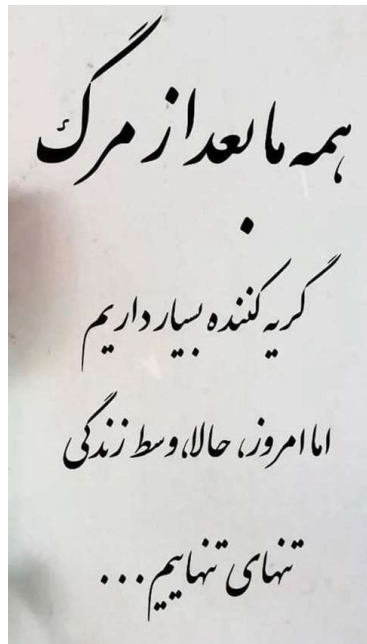 همه ما بعد از مرگ
گریه کننده بسیار داریم
اما امروز، حالا، وسط زندگی
تنهای تنهاییم...